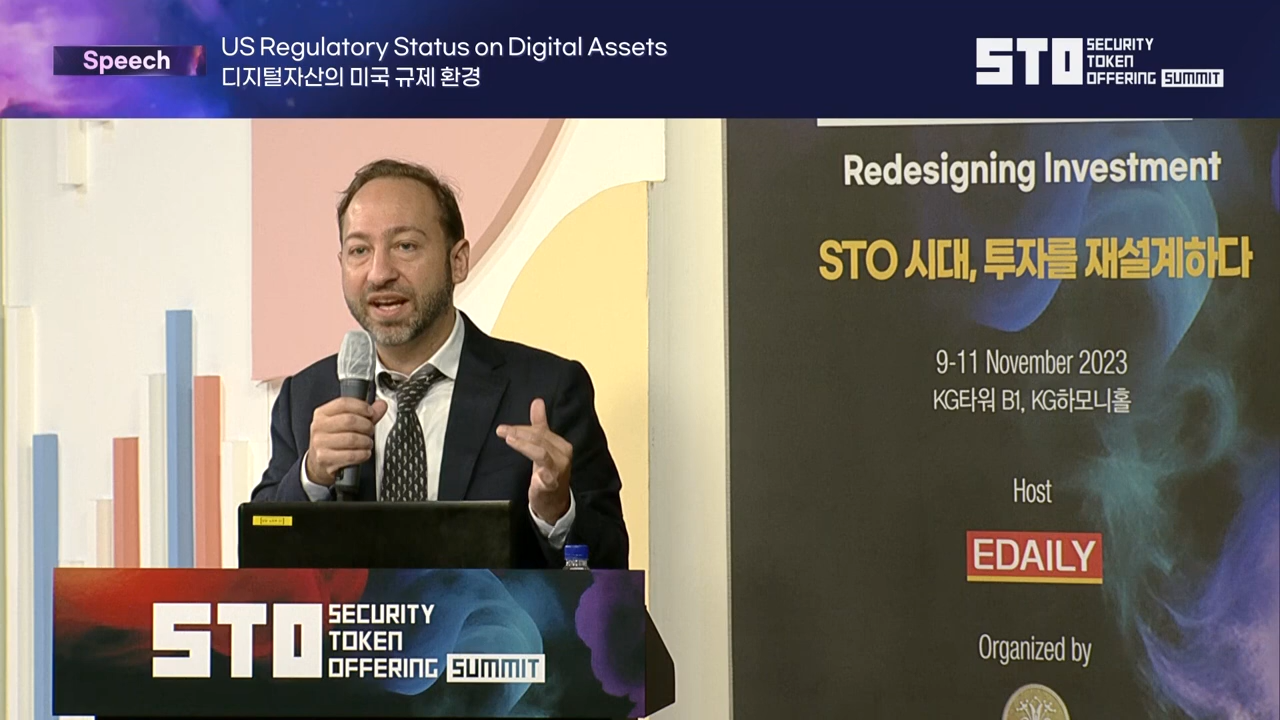 Speech
US Regulatory Status on Digital Assets
디지털자산의 미국 규제 환경
STO SECURITY
TOKEN
OFFERING SUMMIT
Redesigning Investment
STO 시대, 투자를 재설계하다
9-11 November 2023
KG타워 B1, KG하모니홀
Host
EDAILY
Organized by
STO SECURITY
TOKEN
OFFERING SUMMIT